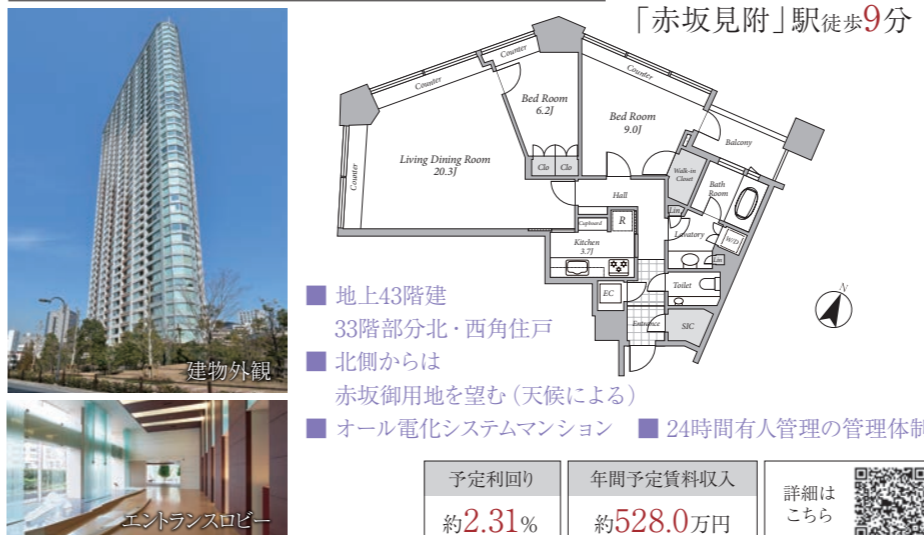 「赤坂見附」駅徒歩9分
建物外観
エントランスロビー
Counter
Counter
Counter
Counter
Bed Room
6.2J
Bed Room
9.0J
Balcony
Living Dining Room
20.3J
Clo
Clo
Walk-in
Closet
Bath
Room
Hall
Lin
Cupboard
R
Lavatory
W/D
Kitchen
3.7J
Lin
Toilet
EC
Entrance
SIC
N
■ 地上43階建
33階部分北・西角住戸
■ 北側からは
赤坂御用地を望む（天候による）
■ オール電化システムマンション ■ 24時間有人管理の管理体制
予定利回り
約2.31%
年間予定賃料収入
約528.0万円
詳細は
こちら